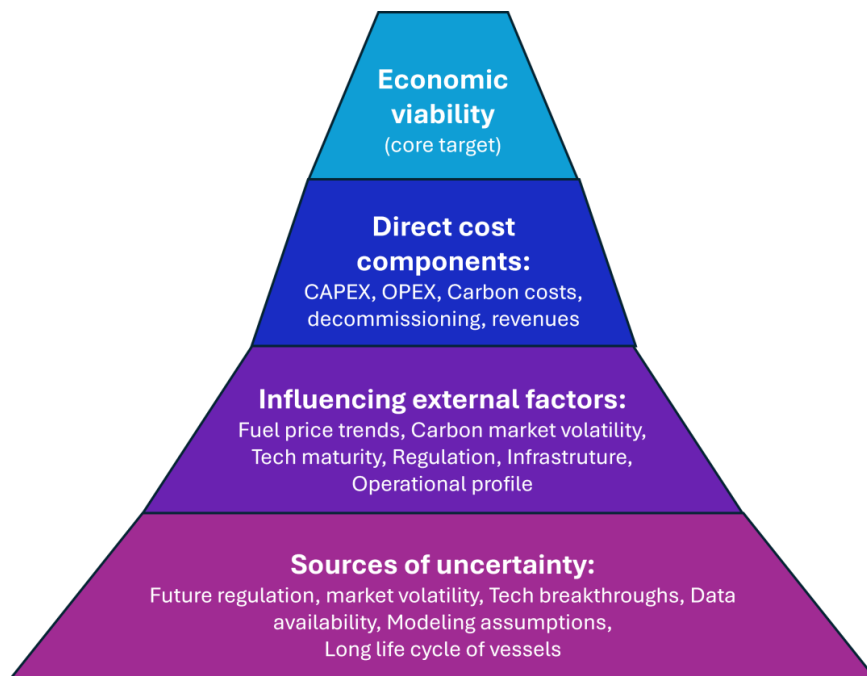 Economic
viability
(core target)
Direct cost
components:
CAPEX, OPEX, Carbon costs,
decommissioning, revenues
Influencing external factors:
Fuel price trends, Carbon market volatility,
Tech maturity, Regulation, Infrastruture,
Operational profile
Sources of uncertainty:
Future regulation, market volatility, Tech breakthroughs, Data
availability, Modeling assumptions,
Long life cycle of vessels